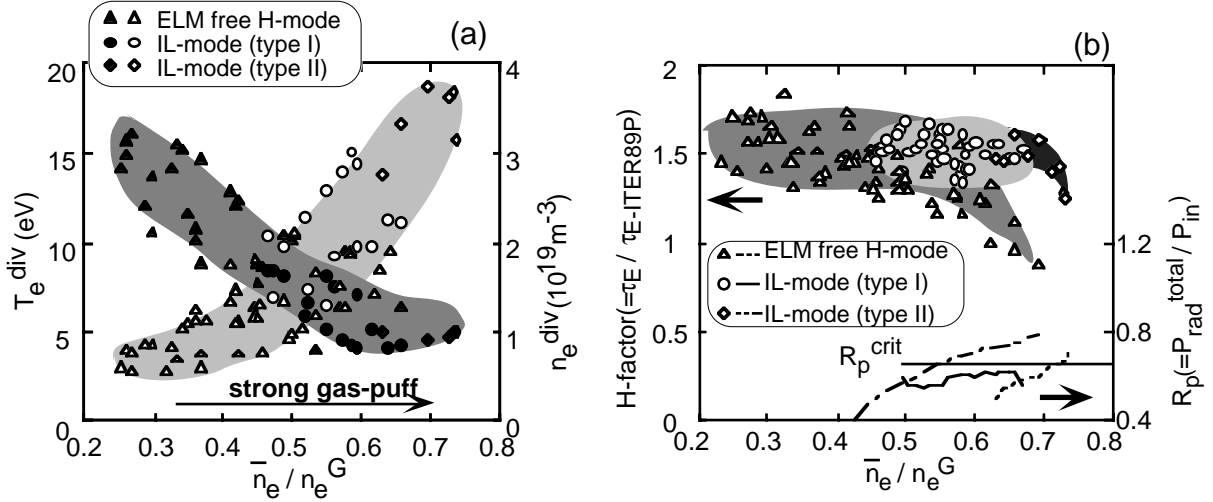 ELM free H-mode
IL-mode (type I)
IL-mode (type II)
(a)
20
15
10
5
0
T_e^div (eV)
4
3
2
1
0
n_e^div (10^19 m^-3)
strong gas-puff
0.2 0.3 0.4 0.5 0.6 0.7 0.8
n̅_e / n_e^G
(b)
2
1.5
1
0.5
0
H-factor(=τ_E / τ_E-ITER89P)
1.2
0.8
0.4
R_p(=P_rad^total / P_in)
ELM free H-mode
IL-mode (type I)
IL-mode (type II)
R_p^crit
0.2 0.3 0.4 0.5 0.6 0.7 0.8
n̅_e / n_e^G